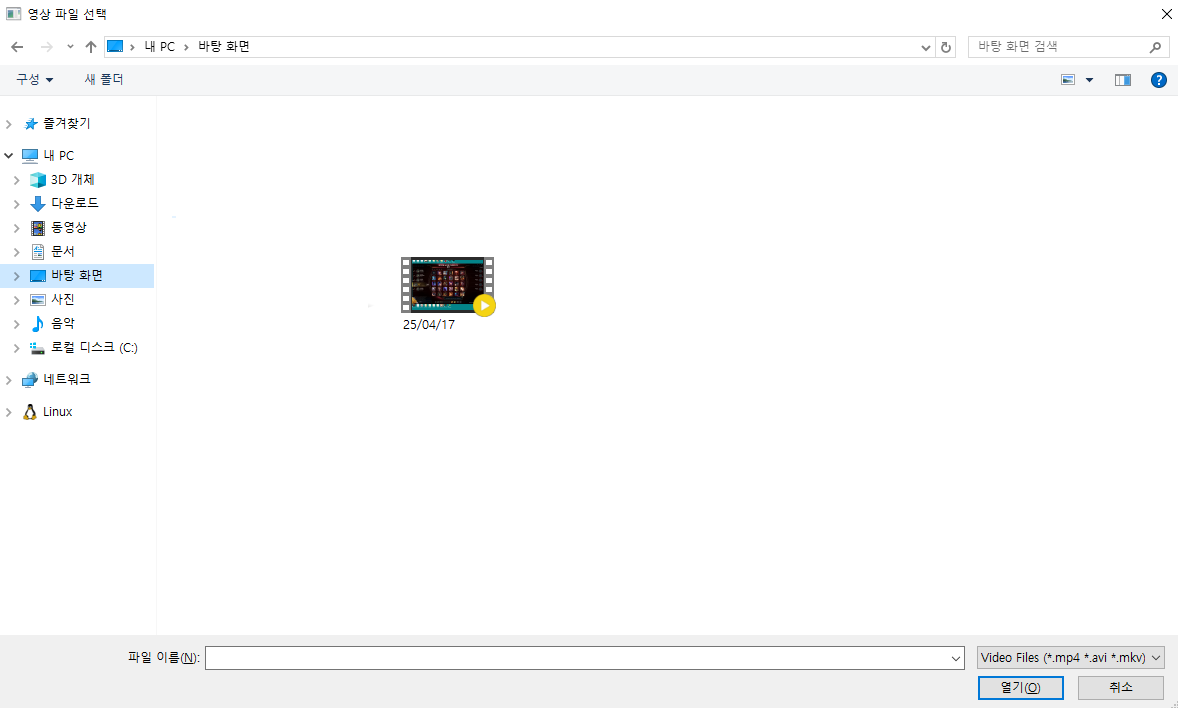 영상 파일 선택
내 PC › 바탕 화면
바탕 화면 검색
구성
새 폴더
즐겨찾기
내 PC
3D 개체
다운로드
동영상
문서
바탕 화면
사진
음악
로컬 디스크 (C:)
네트워크
Linux
25/04/17
파일 이름(N):
Video Files (*.mp4 *.avi *.mkv)
열기(O)
취소